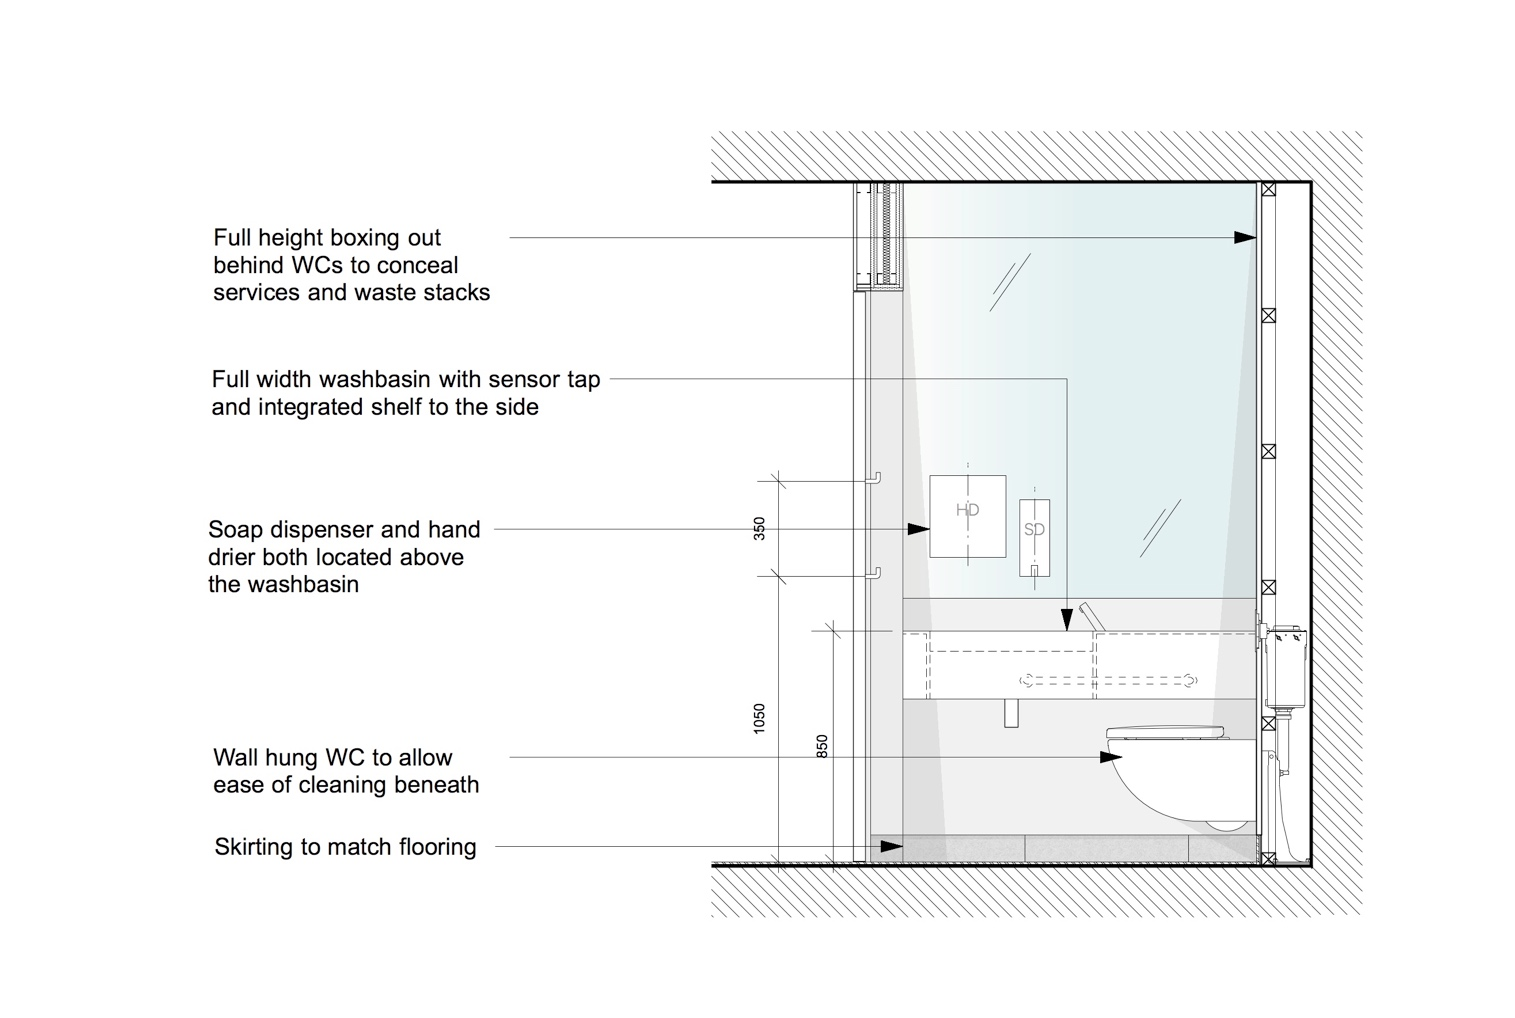 Full height boxing out
behind WCs to conceal
services and waste stacks
Full width washbasin with sensor tap
and integrated shelf to the side
Soap dispenser and hand
drier both located above
the washbasin
HD
SD
350
1050
850
Wall hung WC to allow
ease of cleaning beneath
Skirting to match flooring